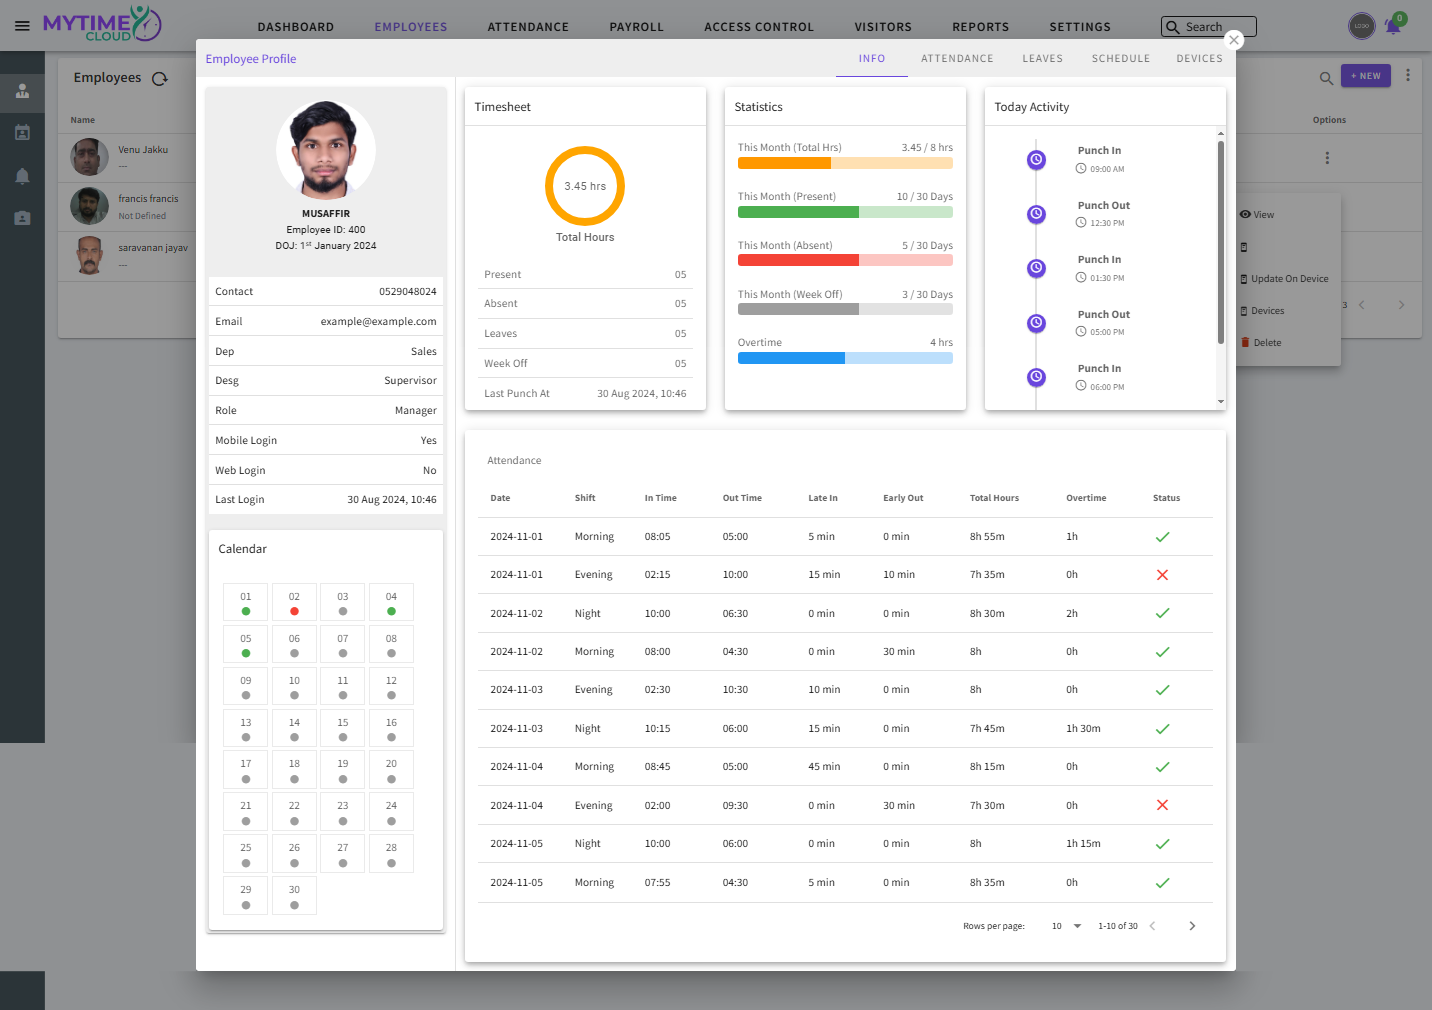 MYTIME
CLOUD
DASHBOARD
EMPLOYEES
ATTENDANCE
PAYROLL
ACCESS CONTROL
VISITORS
REPORTS
SETTINGS
Search
LOGO
0
Employees
+ NEW
Name
Options
Venu Jakku
---
francis francis
Not Defined
saravanan jayav
---
View
Update On Device
Devices
Delete
3
Employee Profile
INFO
ATTENDANCE
LEAVES
SCHEDULE
DEVICES
MUSAFFIR
Employee ID: 400
DOJ: 1st January 2024
Contact 0529048024
Email example@example.com
Dep Sales
Desg Supervisor
Role Manager
Mobile Login Yes
Web Login No
Last Login 30 Aug 2024, 10:46
Calendar
01 02 03 04
05 06 07 08
09 10 11 12
13 14 15 16
17 18 19 20
21 22 23 24
25 26 27 28
29 30
Timesheet
3.45 hrs
Total Hours
Present 05
Absent 05
Leaves 05
Week Off 05
Last Punch At 30 Aug 2024, 10:46
Statistics
This Month (Total Hrs) 3.45 / 8 hrs
This Month (Present) 10 / 30 Days
This Month (Absent) 5 / 30 Days
This Month (Week Off) 3 / 30 Days
Overtime 4 hrs
Today Activity
Punch In
09:00 AM
Punch Out
12:30 PM
Punch In
01:30 PM
Punch Out
05:00 PM
Punch In
06:00 PM
Attendance
Date Shift In Time Out Time Late In Early Out Total Hours Overtime Status
2024-11-01 Morning 08:05 05:00 5 min 0 min 8h 55m 1h
2024-11-01 Evening 02:15 10:00 15 min 10 min 7h 35m 0h
2024-11-02 Night 10:00 06:30 0 min 0 min 8h 30m 2h
2024-11-02 Morning 08:00 04:30 0 min 30 min 8h 0h
2024-11-03 Evening 02:30 10:30 10 min 0 min 8h 0h
2024-11-03 Night 10:15 06:00 15 min 0 min 7h 45m 1h 30m
2024-11-04 Morning 08:45 05:00 45 min 0 min 8h 15m 0h
2024-11-04 Evening 02:00 09:30 0 min 30 min 7h 30m 0h
2024-11-05 Night 10:00 06:00 0 min 0 min 8h 1h 15m
2024-11-05 Morning 07:55 04:30 5 min 0 min 8h 35m 0h
Rows per page: 10 1-10 of 30